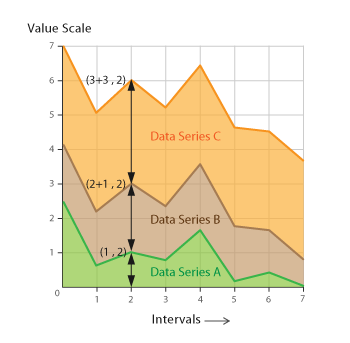 Value Scale
7
6
5
4
3
2
1
0
(3+3 , 2)
Data Series C
(2+1 , 2)
Data Series B
(1 , 2)
Data Series A
1 2 3 4 5 6 7
Intervals